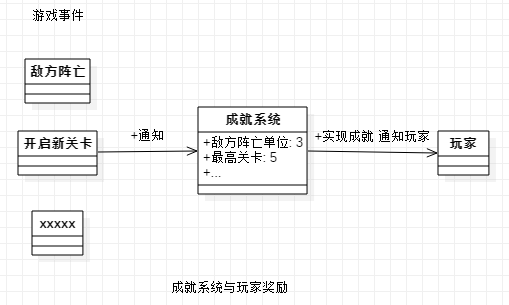 游戏事件
敌方阵亡
开启新关卡
+通知
成就系统
+敌方阵亡单位: 3
+最高关卡: 5
+...
+实现成就 通知玩家
玩家
xxxxx
成就系统与玩家奖励